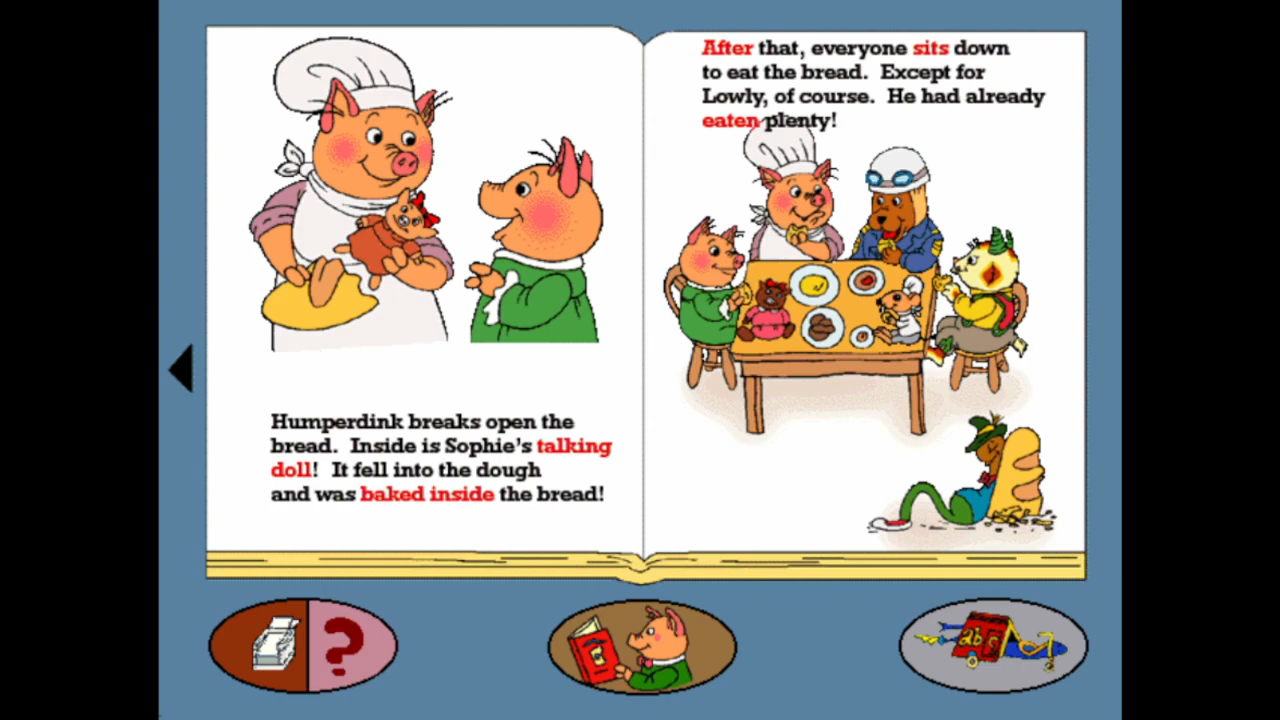 Humperdink breaks open the
bread. Inside is Sophie's talking
doll! It fell into the dough
and was baked inside the bread!
After that, everyone sits down
to eat the bread. Except for
Lowly, of course. He had already
eaten plenty!
?
abc